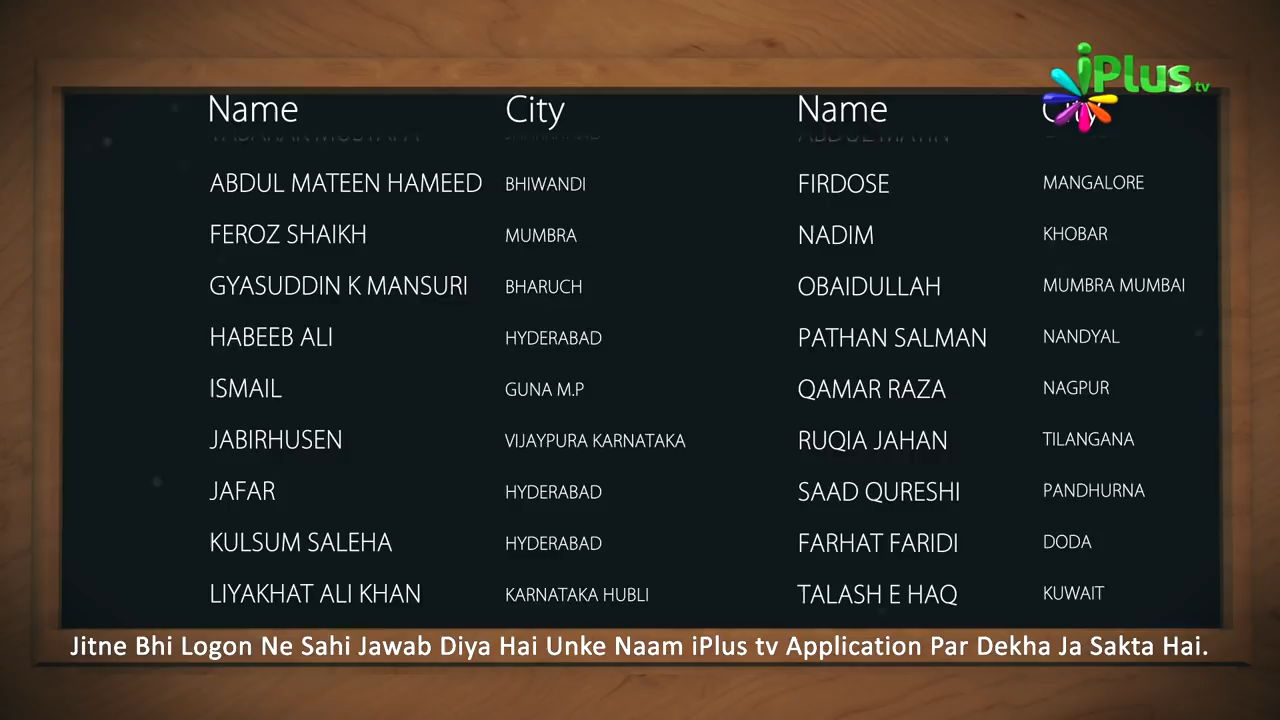 iPlus tv
Name City Name City
ABDUL MATEEN HAMEED BHIWANDI FIRDOSE MANGALORE
FEROZ SHAIKH MUMBRA NADIM KHOBAR
GYASUDDIN K MANSURI BHARUCH OBAIDULLAH MUMBRA MUMBAI
HABEEB ALI HYDERABAD PATHAN SALMAN NANDYAL
ISMAIL GUNA M.P QAMAR RAZA NAGPUR
JABIRHUSEN VIJAYPURA KARNATAKA RUQIA JAHAN TILANGANA
JAFAR HYDERABAD SAAD QURESHI PANDHURNA
KULSUM SALEHA HYDERABAD FARHAT FARIDI DODA
LIYAKHAT ALI KHAN KARNATAKA HUBLI TALASH E HAQ KUWAIT
Jitne Bhi Logon Ne Sahi Jawab Diya Hai Unke Naam iPlus tv Application Par Dekha Ja Sakta Hai.